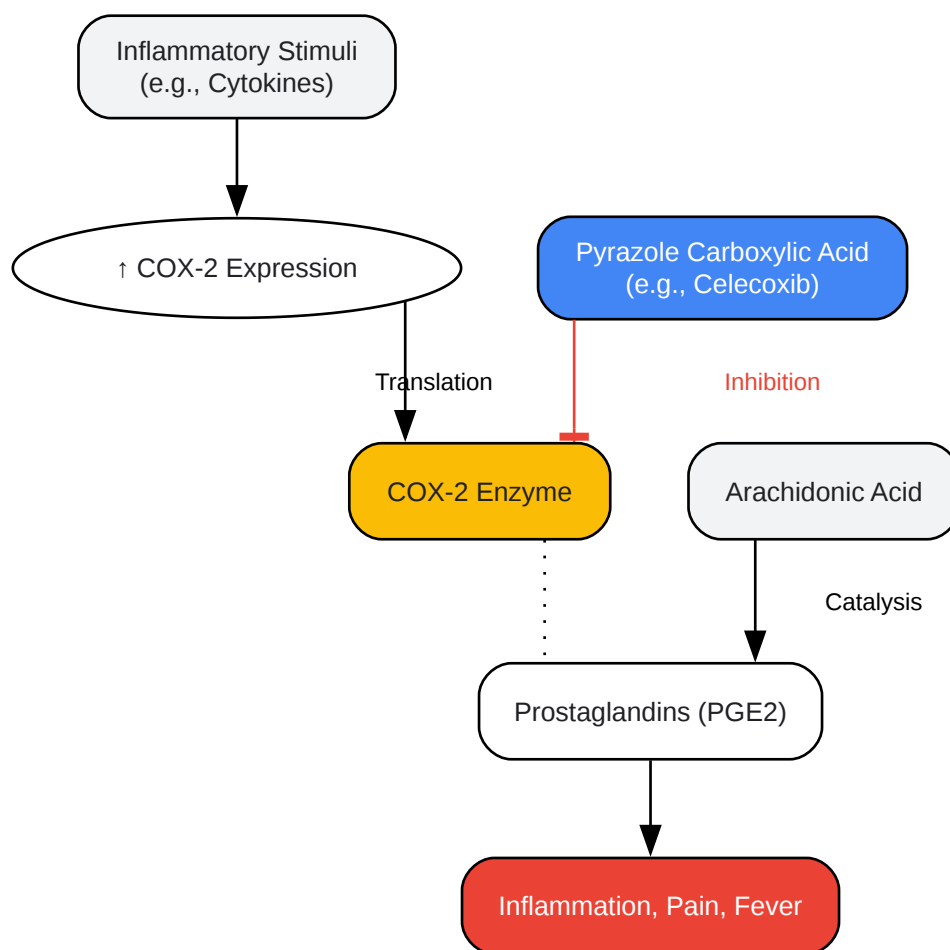 Inflammatory Stimuli
(e.g., Cytokines)
↑ COX-2 Expression
Pyrazole Carboxylic Acid
(e.g., Celecoxib)
Translation
Inhibition
COX-2 Enzyme
Arachidonic Acid
Catalysis
Prostaglandins (PGE2)
Inflammation, Pain, Fever